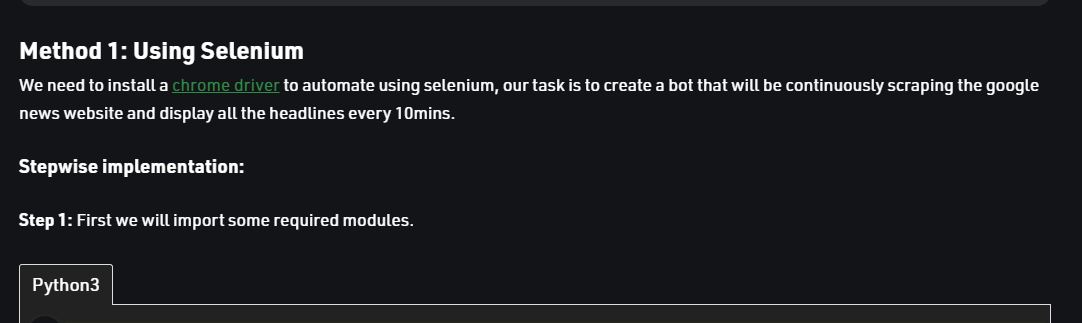 Method 1: Using Selenium
We need to install a chrome driver to automate using selenium, our task is to create a bot that will be continuously scraping the google
news website and display all the headlines every 10mins.
Stepwise implementation:
Step 1: First we will import some required modules.
Python3